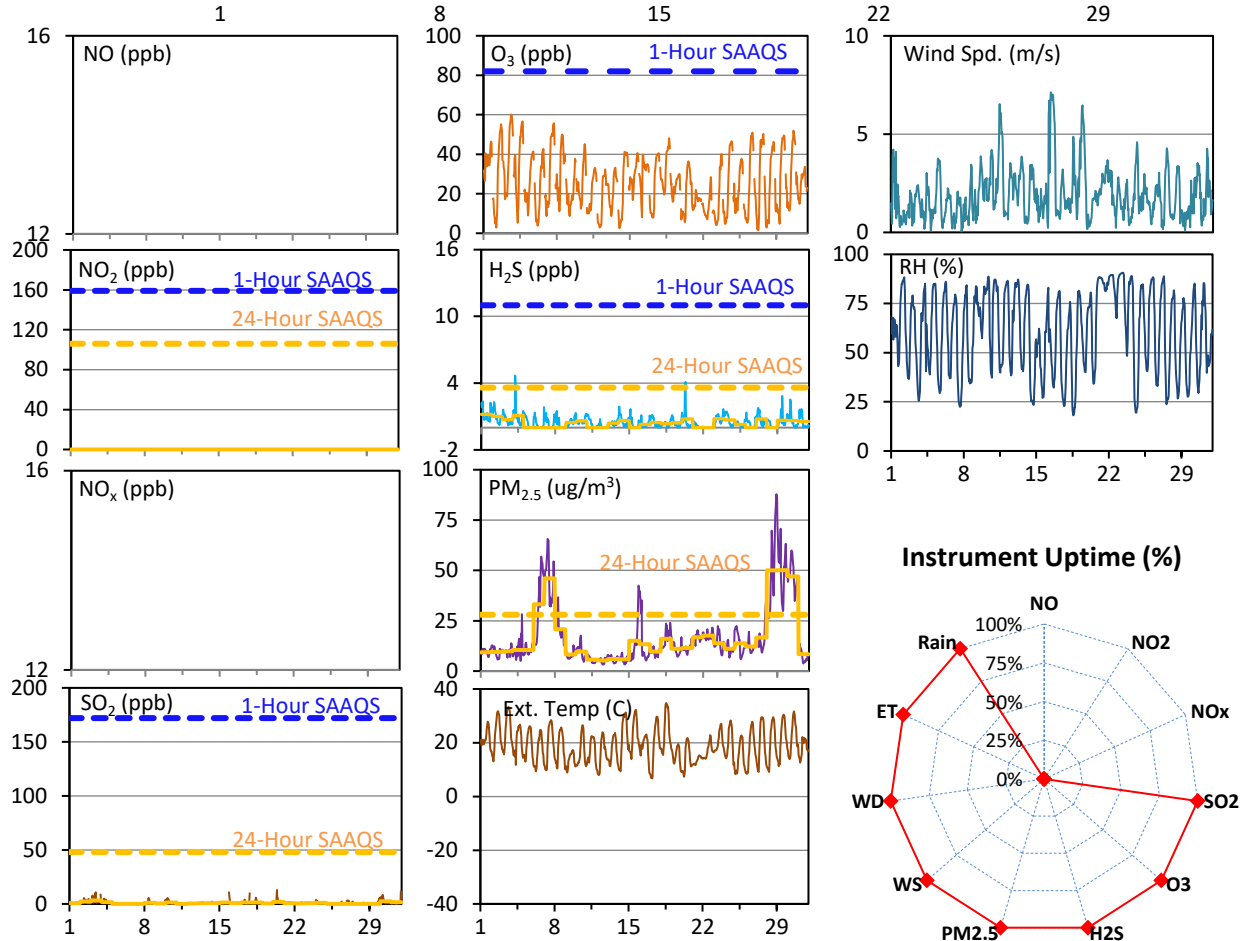 1 8 15 22 29
16
NO (ppb)
12
100
80
60
40
20
0
O3 (ppb)
1-Hour SAAQS
10
5
0
Wind Spd. (m/s)
200
160
120
80
40
0
NO2 (ppb)
1-Hour SAAQS
24-Hour SAAQS
16
10
4
-2
H2S (ppb)
1-Hour SAAQS
24-Hour SAAQS
100
75
50
25
0
RH (%)
1 8 15 22 29
16
NOx (ppb)
12
100
75
50
25
0
PM2.5 (ug/m3)
24-Hour SAAQS
1 8 15 22 29
200
150
100
50
0
SO2 (ppb)
1-Hour SAAQS
24-Hour SAAQS
1 8 15 22 29
40
20
0
-20
-40
Ext. Temp (C)
1 8 15 22 29
Instrument Uptime (%)
NO
NO2
NOx
SO2
O3
H2S
PM2.5
WS
WD
ET
Rain
100%
75%
50%
25%
0%